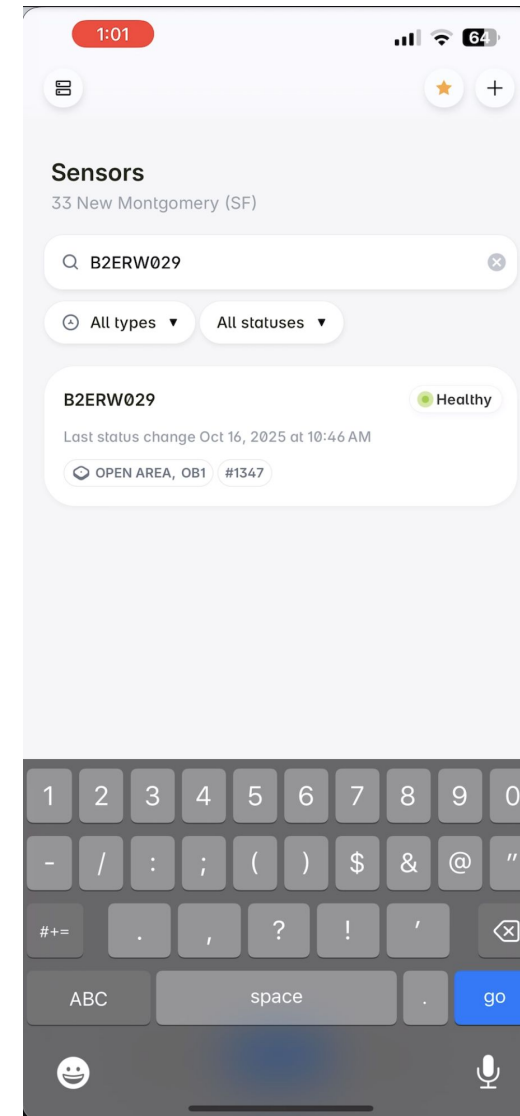 1:01
64
Sensors
33 New Montgomery (SF)
B2ERW029
All types ▼ All statuses ▼
B2ERW029 Healthy
Last status change Oct 16, 2025 at 10:46 AM
OPEN AREA, OB1 #1347
1 2 3 4 5 6 7 8 9 0
- / : ; ( ) $ & @ "
#+= . , ? ! '
ABC space . go